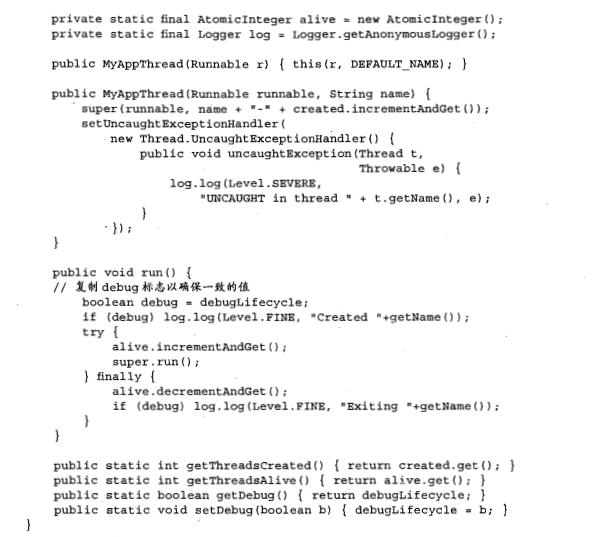 private static final AtomicInteger alive = new AtomicInteger();
private static final Logger log = Logger.getAnonymousLogger();
public MyAppThread(Runnable r) { this(r, DEFAULT_NAME); }
public MyAppThread(Runnable runnable, String name) {
super(runnable, name + "-" + created.incrementAndGet());
setUncaughtExceptionHandler(
new Thread.UncaughtExceptionHandler() {
public void uncaughtException(Thread t,
Throwable e) {
log.log(Level.SEVERE,
"UNCAUGHT in thread " + t.getName(), e);
}
});
}
public void run() {
// 复制 debug 标志以确保一致的值
boolean debug = debugLifecycle;
if (debug) log.log(Level.FINE, "Created "+getName());
try {
alive.incrementAndGet();
super.run();
} finally {
alive.decrementAndGet();
if (debug) log.log(Level.FINE, "Exiting "+getName());
}
}
public static int getThreadsCreated() { return created.get(); }
public static int getThreadsAlive() { return alive.get(); }
public static boolean getDebug() { return debugLifecycle; }
public static void setDebug(boolean b) { debugLifecycle = b; }
}